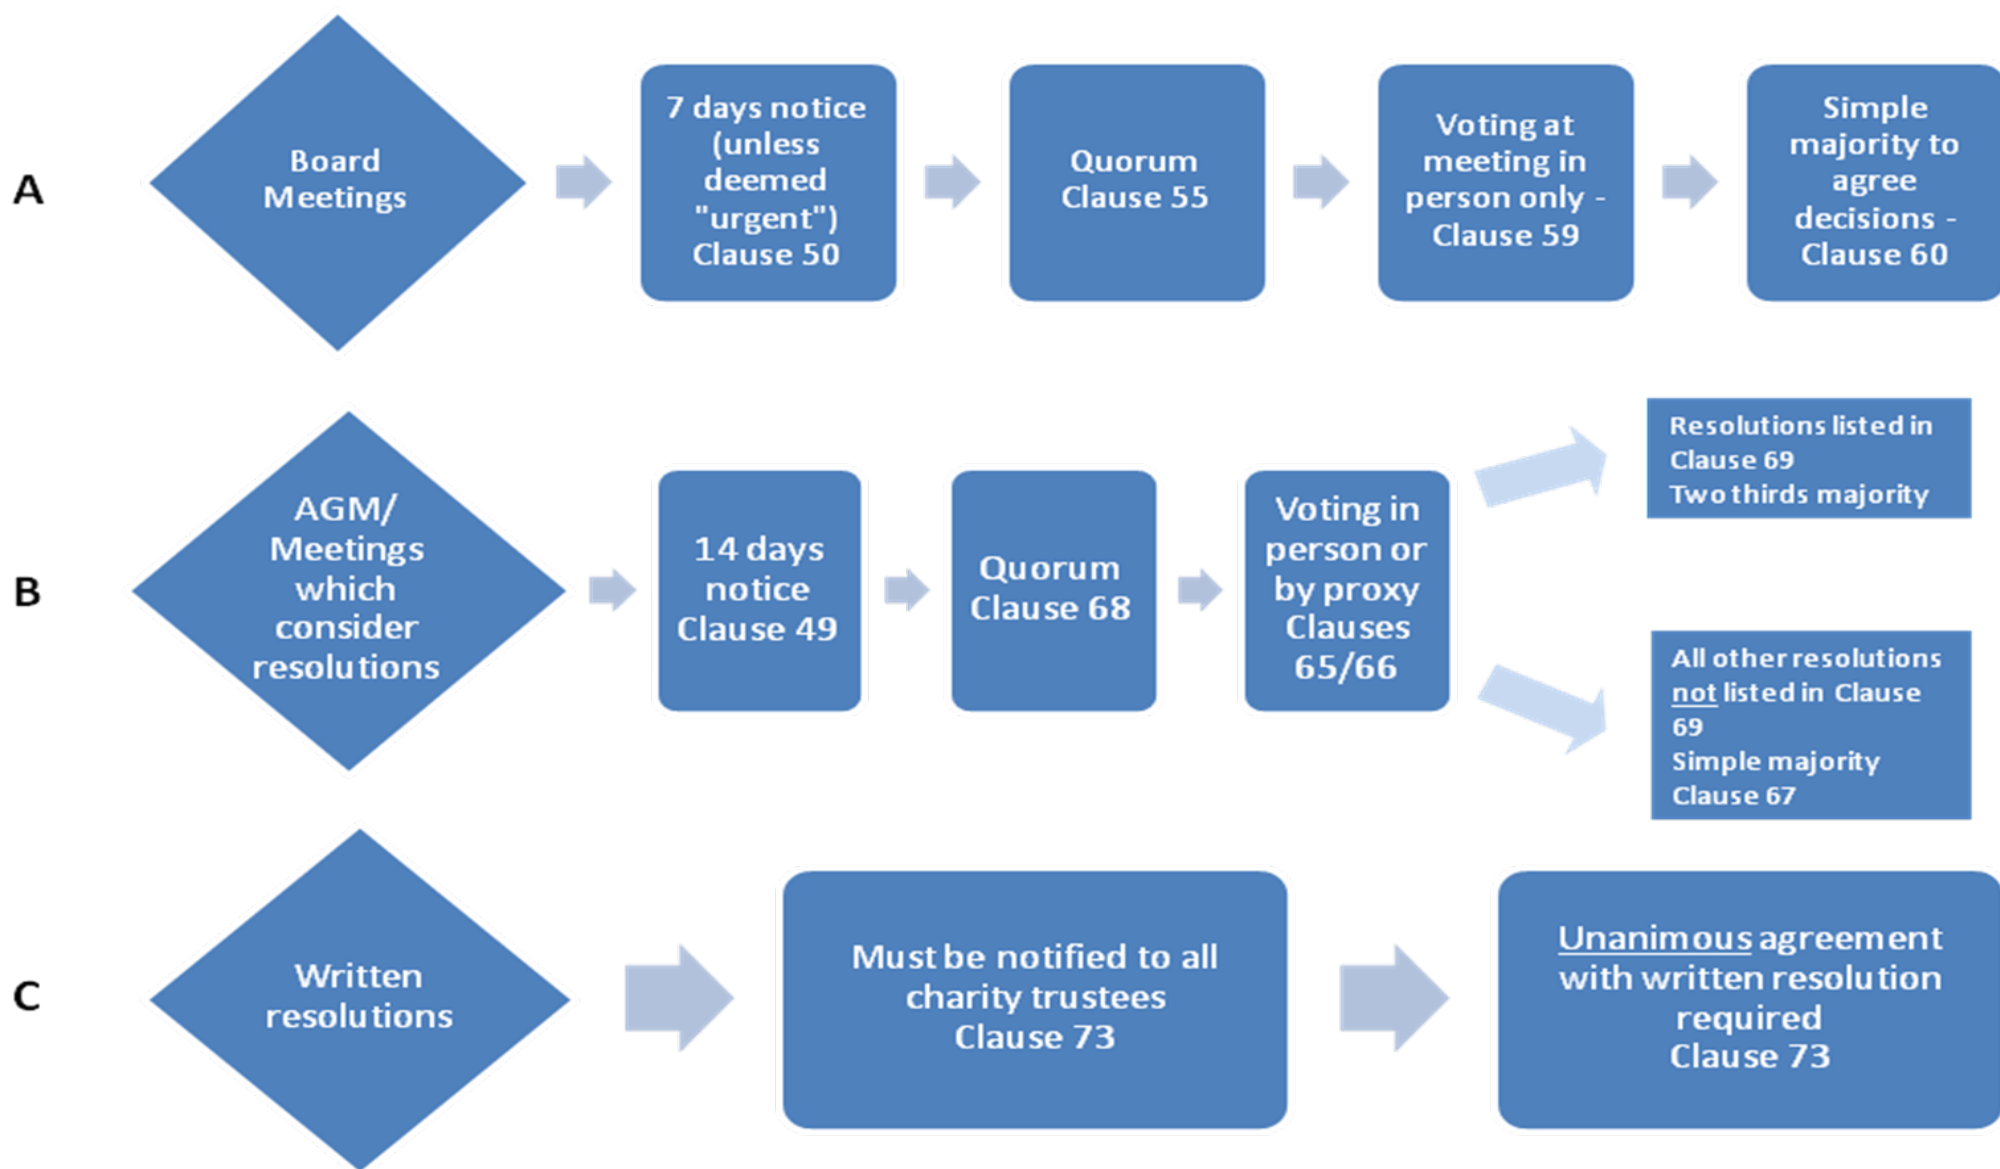 A
Board
Meetings
7 days notice
(unless
deemed
"urgent")
Clause 50
Quorum
Clause 55
Voting at
meeting in
person only -
Clause 59
Simple
majority to
agree
decisions -
Clause 60
B
AGM/
Meetings
which
consider
resolutions
14 days
notice
Clause 49
Quorum
Clause 68
Voting in
person or
by proxy
Clauses
65/66
Resolutions listed in
Clause 69
Two thirds majority
All other resolutions
not listed in Clause
69
Simple majority
Clause 67
C
Written
resolutions
Must be notified to all
charity trustees
Clause 73
Unanimous agreement
with written resolution
required
Clause 73